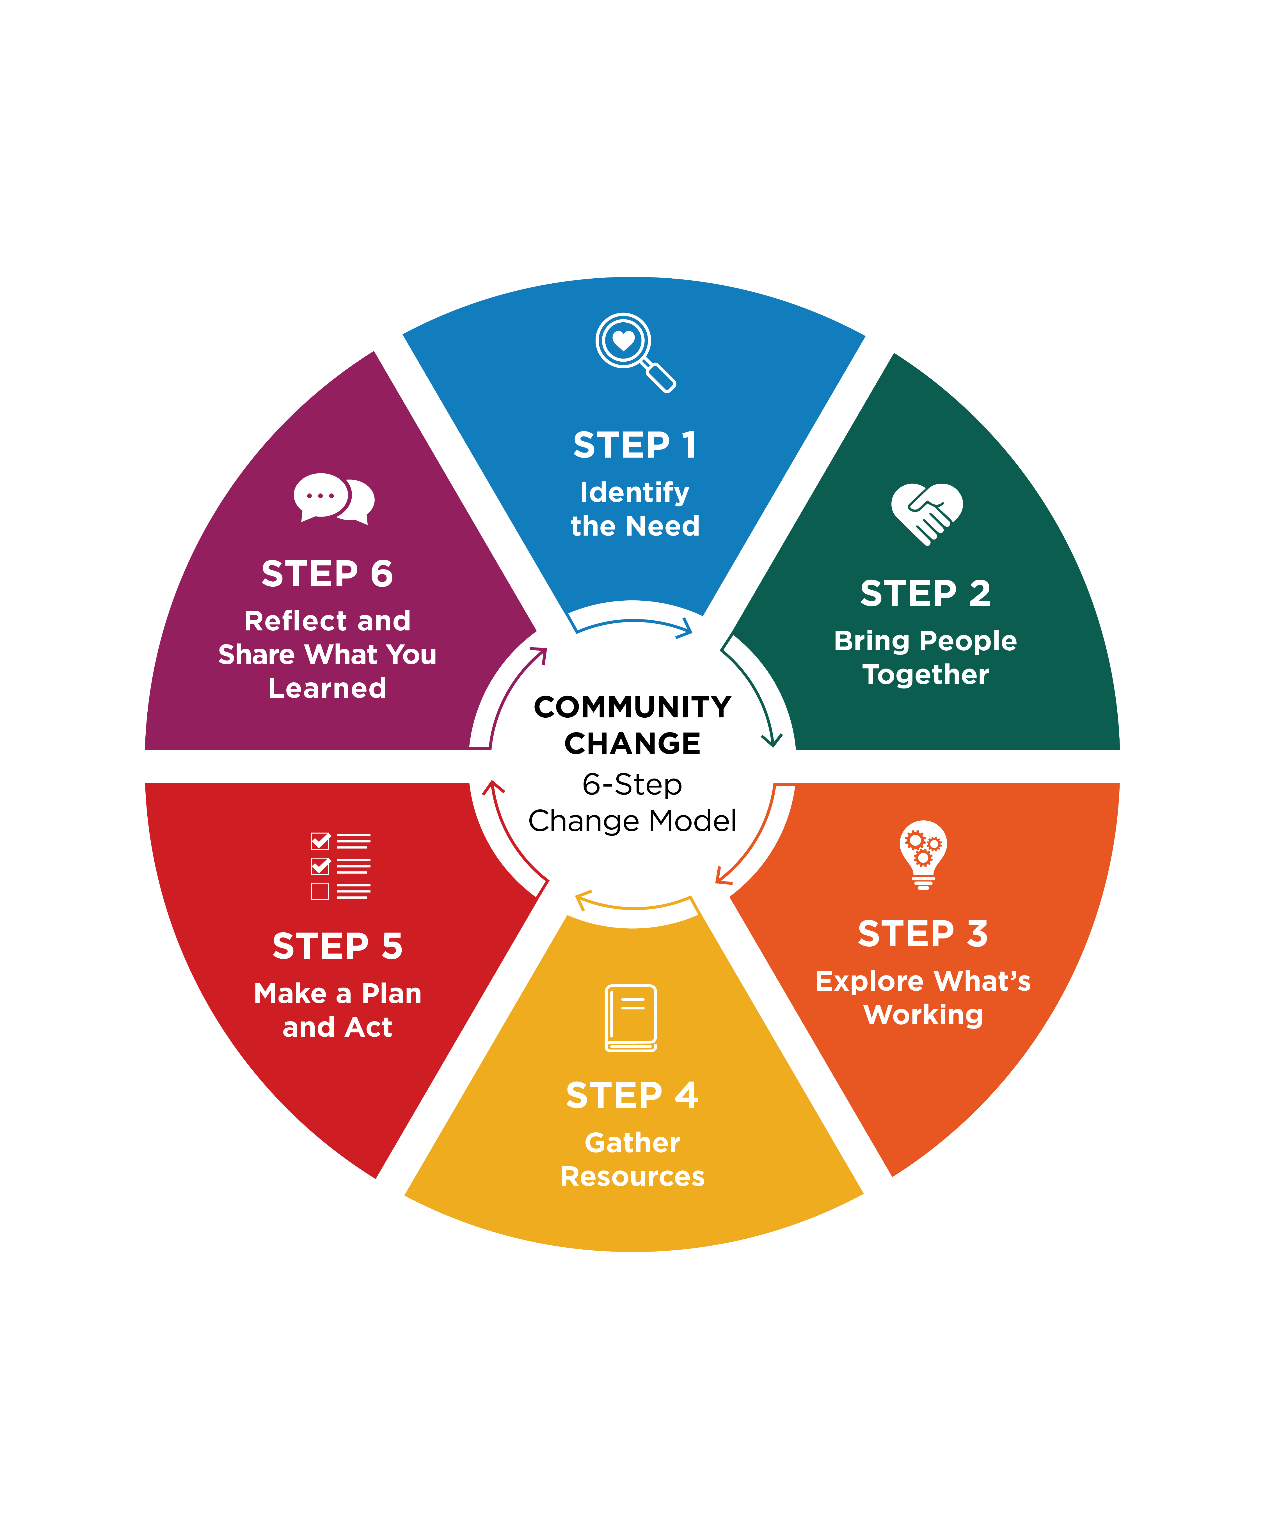 STEP 1
Identify
the Need
STEP 2
Bring People
Together
STEP 3
Explore What’s
Working
STEP 4
Gather
Resources
STEP 5
Make a Plan
and Act
STEP 6
Reflect and
Share What You
Learned
COMMUNITY
CHANGE
6-Step
Change Model